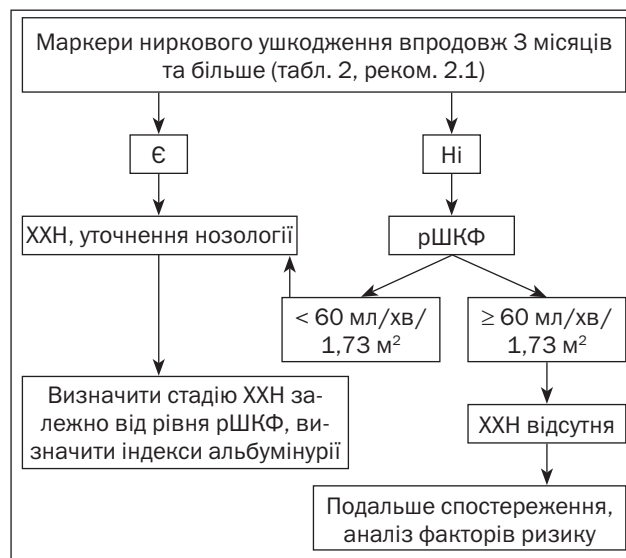 Маркери ниркового ушкодження впродовж 3 місяців
та більше (табл. 2, реком. 2.1)
Є
Ні
ХХН, уточнення нозології
рШКФ
< 60 мл/хв/
1,73 м²
≥ 60 мл/хв/
1,73 м²
Визначити стадію ХХН за-
лежно від рівня рШКФ, ви-
значити індекси альбумінурії
ХХН відсутня
Подальше спостереження,
аналіз факторів ризику